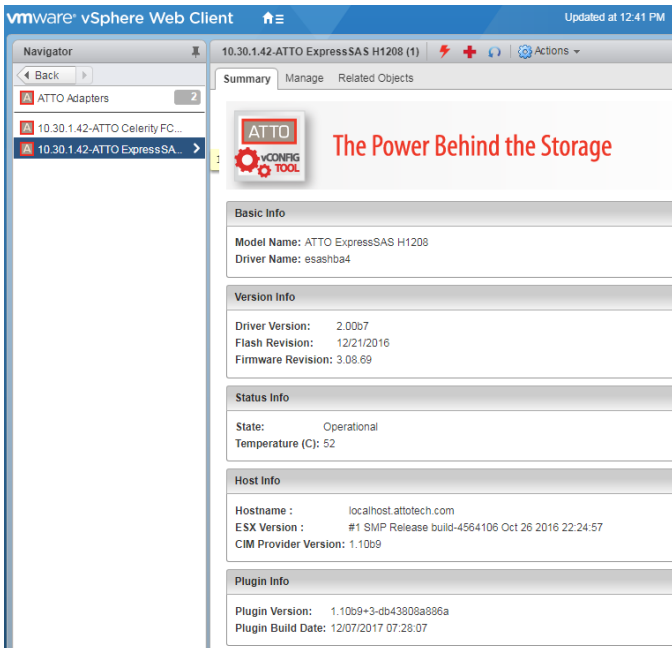 vmware® vSphere Web Client
Updated at 12:41 PM
Navigator
Back
ATTO Adapters 2
10.30.1.42-ATTO Celerity FC...
10.30.1.42-ATTO ExpressSA...
10.30.1.42-ATTO ExpressSAS H1208 (1) Actions
Summary Manage Related Objects
ATTO
vCONFIG
TOOL
The Power Behind the Storage
Basic Info
Model Name: ATTO ExpressSAS H1208
Driver Name: esashba4
Version Info
Driver Version: 2.00b7
Flash Revision: 12/21/2016
Firmware Revision: 3.08.69
Status Info
State: Operational
Temperature (C): 52
Host Info
Hostname : localhost.attotech.com
ESX Version : #1 SMP Release build-4564106 Oct 26 2016 22:24:57
CIM Provider Version: 1.10b9
Plugin Info
Plugin Version: 1.10b9+3-db43808a886a
Plugin Build Date: 12/07/2017 07:28:07